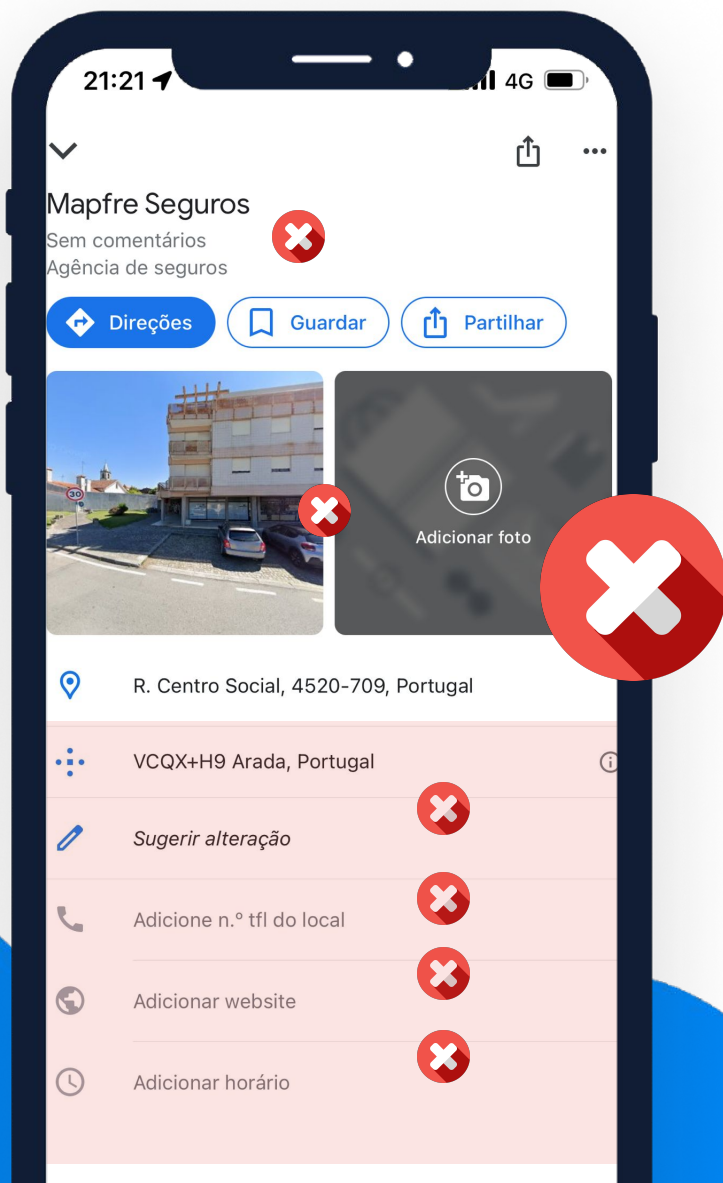 21:21
4G
Mapfre Seguros
Sem comentários
Agência de seguros
Direções
Guardar
Partilhar
30
Adicionar foto
R. Centro Social, 4520-709, Portugal
VCQX+H9 Arada, Portugal
Sugerir alteração
Adicione n.º tfl do local
Adicionar website
Adicionar horário